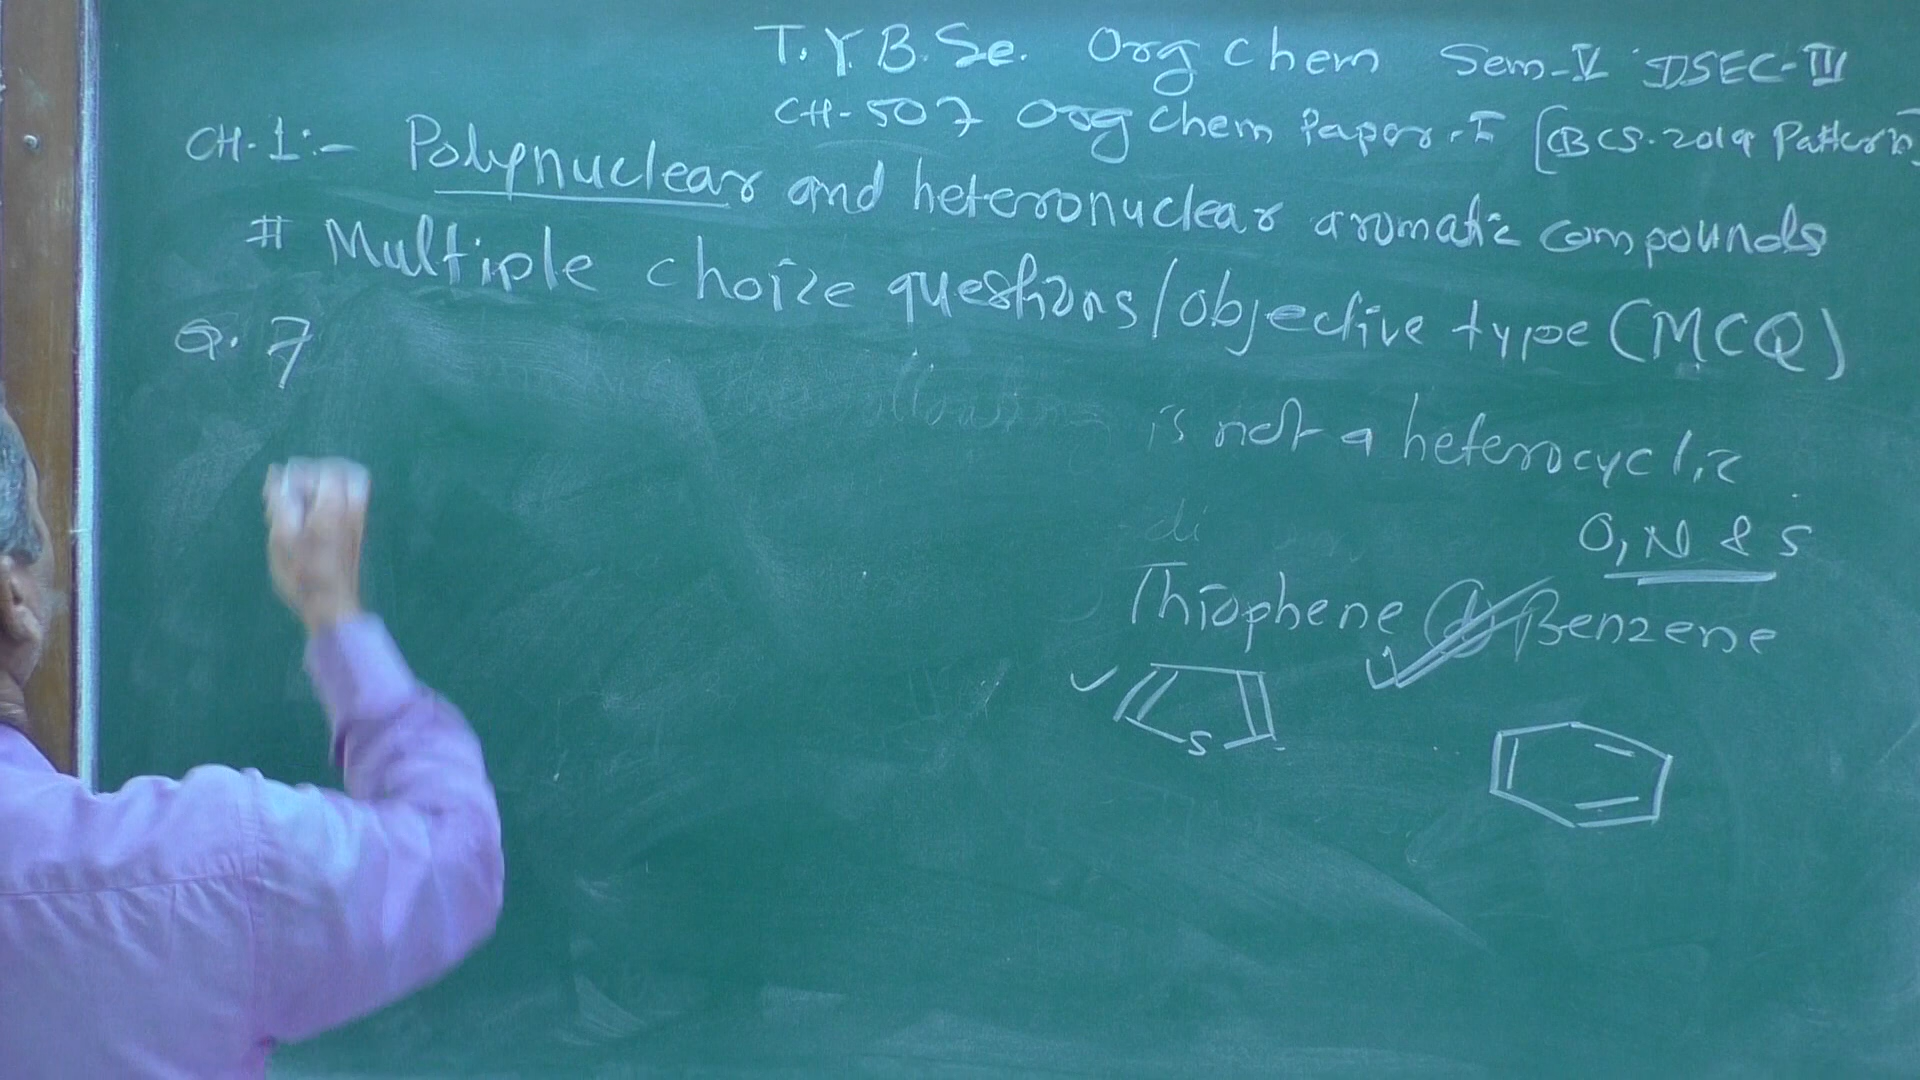 T.Y.B.Sc. Org Chem Sem-V DSEC-III
CH-507 Org Chem Paper-I [CBCS-2019 Pattern]
CH.1:- Polynuclear and heteronuclear aromatic compounds
# Multiple choice questions/objective type (MCQ)
Q. 7
is not a heterocyclic
O, N & S
Thiophene (d) Benzene
S